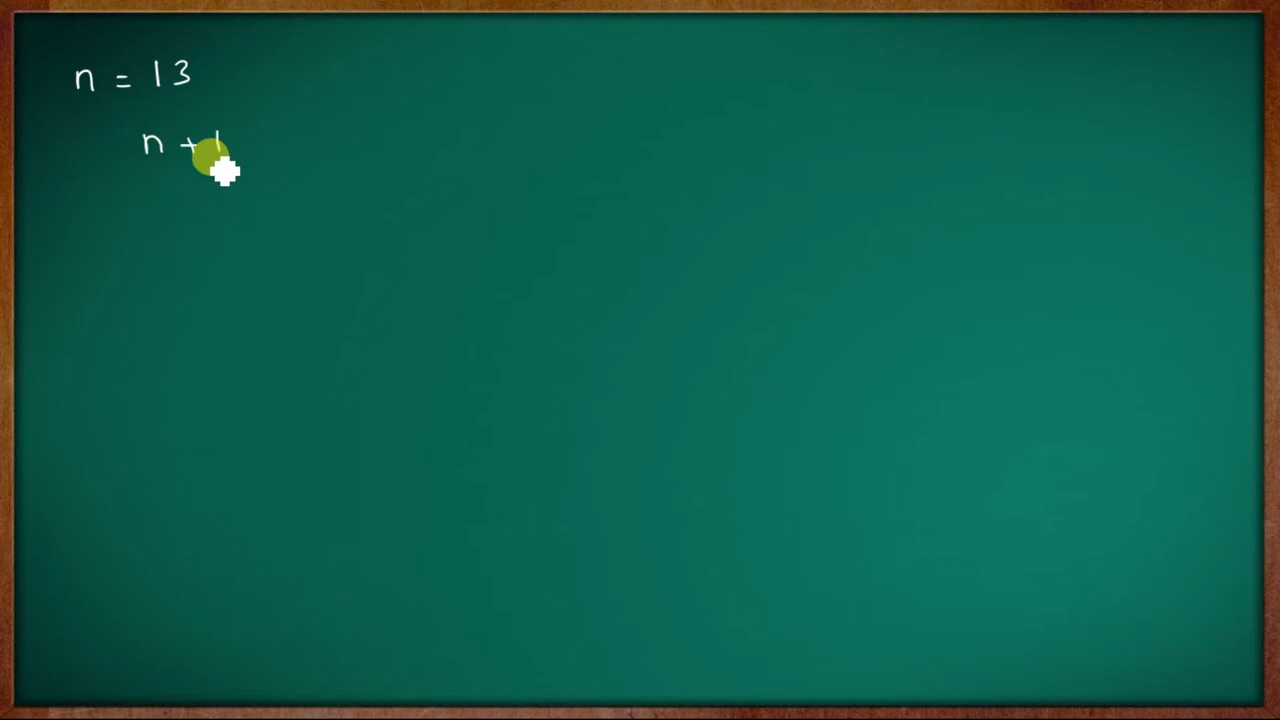 n = 13
n + 1